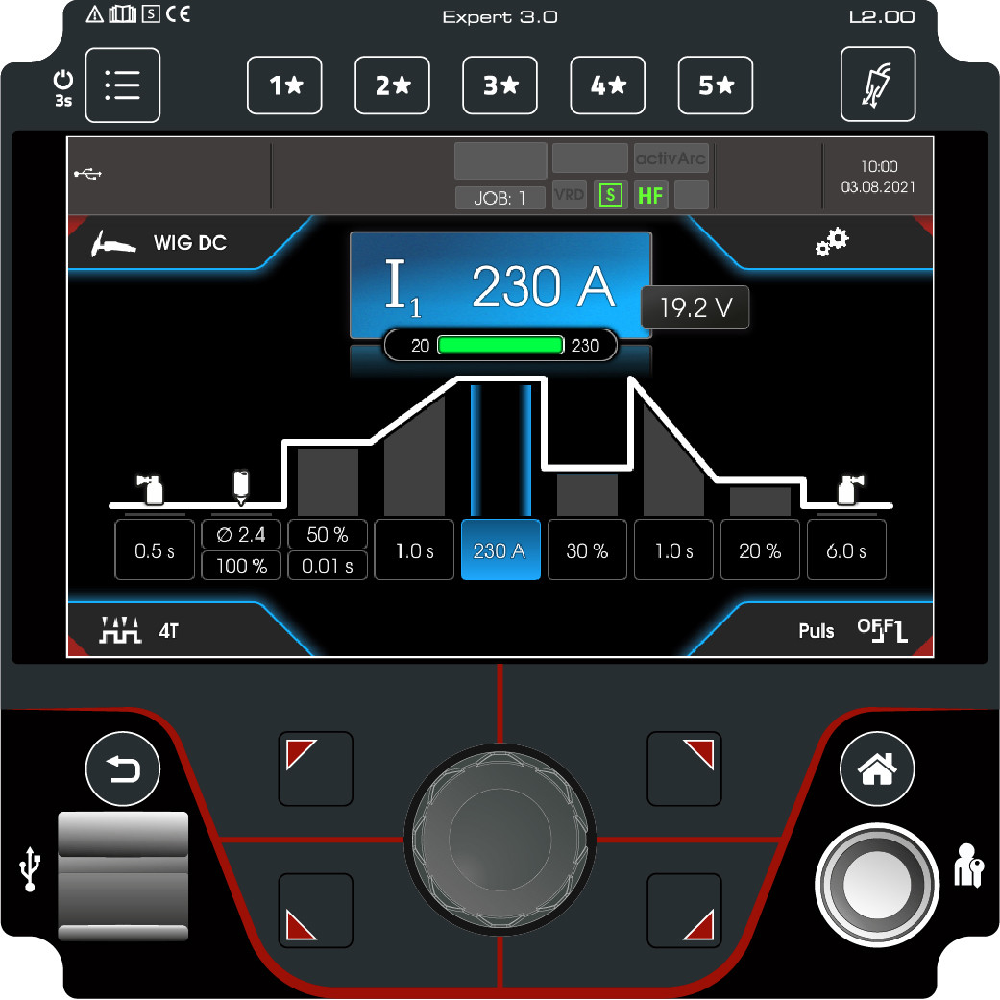 S CE
Expert 3.0
L2.00
3s
1★
2★
3★
4★
5★
activArc
JOB: 1
VRD
S
HF
10:00
03.08.2021
WIG DC
I1 230 A
19.2 V
20
230
0.5 s
Ø 2.4
100 %
50 %
0.01 s
1.0 s
230 A
30 %
1.0 s
20 %
6.0 s
4T
Puls
OFF